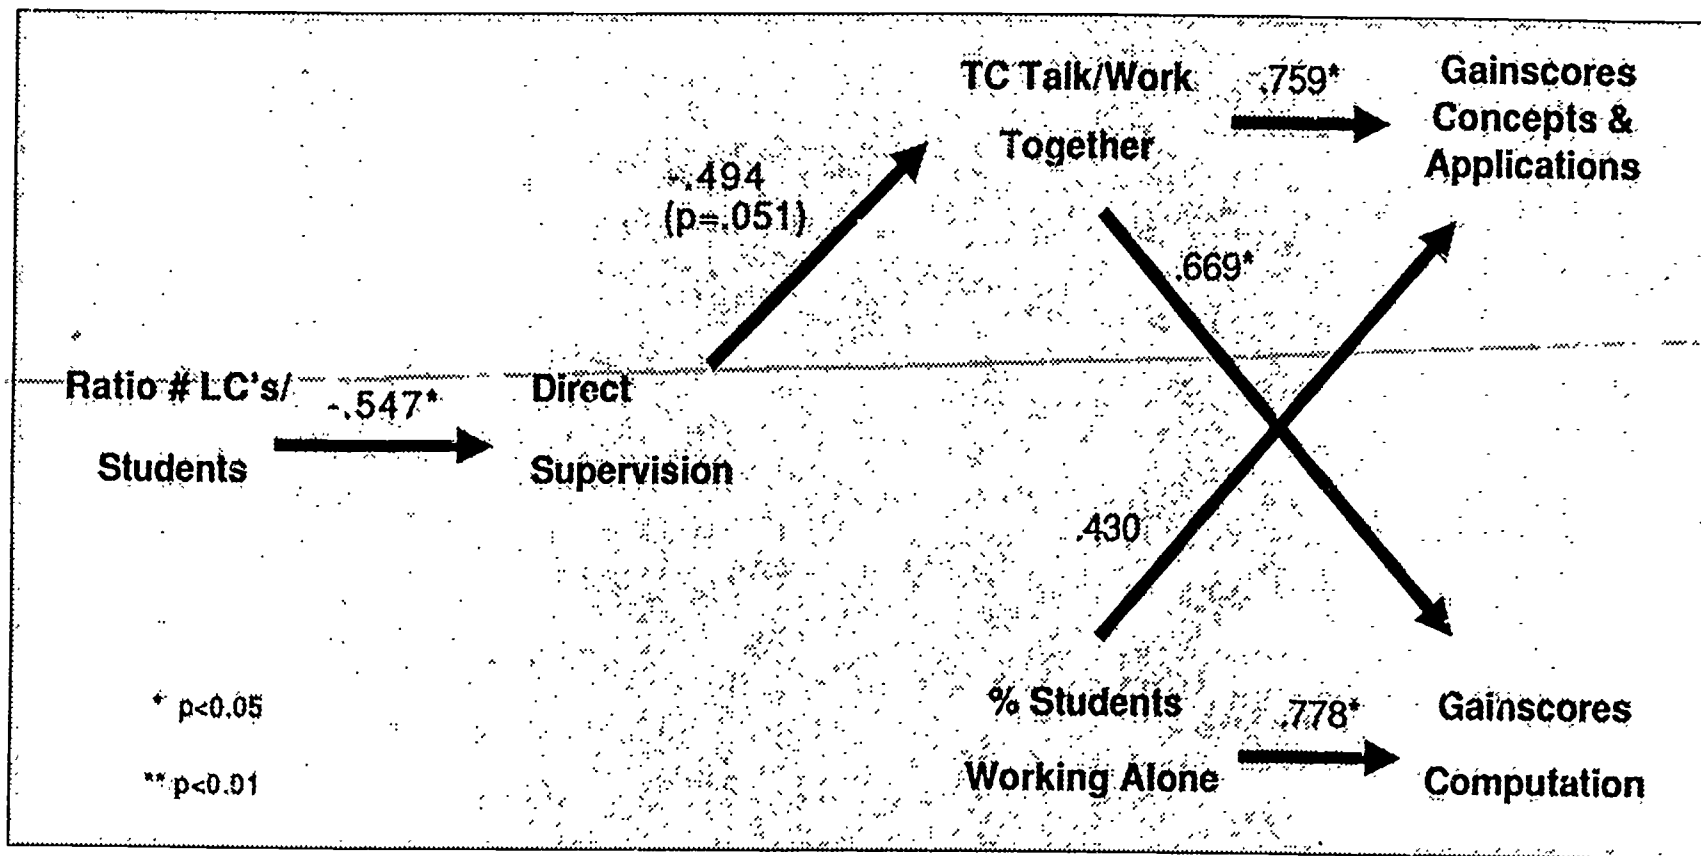 TC Talk/Work
Together
.759*
Gainscores
Concepts &
Applications
-.494
(p=.051)
.669*
Ratio # LC's/
Students
-.547*
Direct
Supervision
.430
% Students
Working Alone
.778*
Gainscores
Computation
* p<0.05
** p<0.01